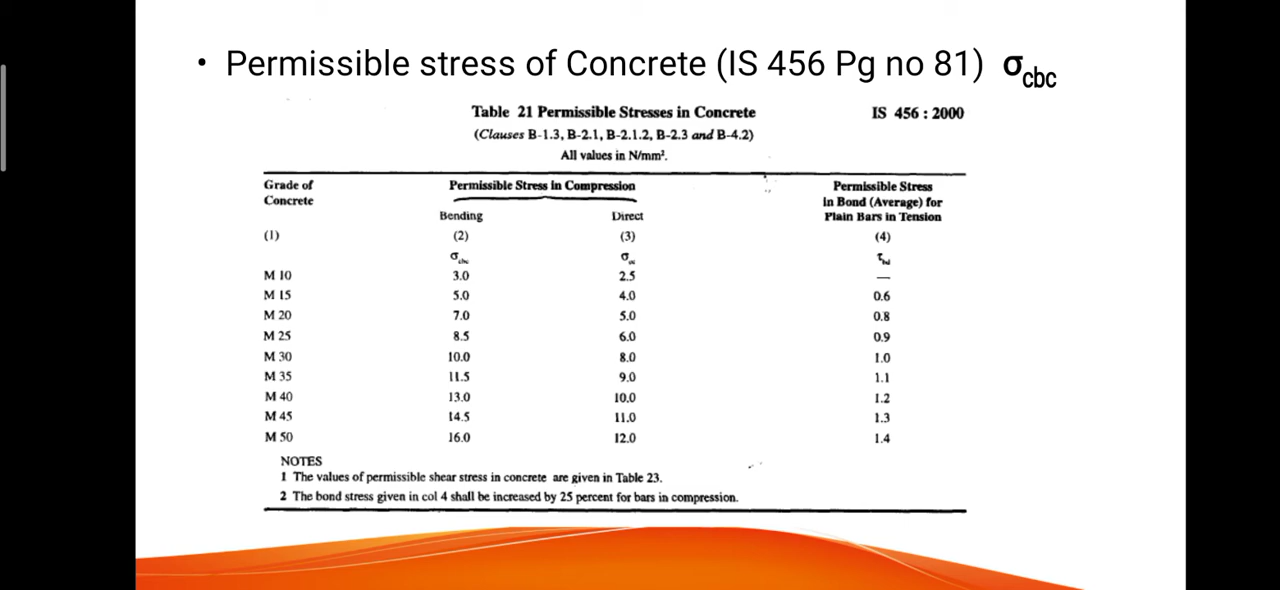 • Permissible stress of Concrete (IS 456 Pg no 81) σcbc
Table 21 Permissible Stresses in Concrete IS 456 : 2000
(Clauses B-1.3, B-2.1, B-2.1.2, B-2.3 and B-4.2)
All values in N/mm².
Grade of Concrete
Permissible Stress in Compression
Permissible Stress in Bond (Average) for Plain Bars in Tension
Bending Direct
(1) (2) (3) (4)
σcbc σcc τbd
M 10 3.0 2.5 —
M 15 5.0 4.0 0.6
M 20 7.0 5.0 0.8
M 25 8.5 6.0 0.9
M 30 10.0 8.0 1.0
M 35 11.5 9.0 1.1
M 40 13.0 10.0 1.2
M 45 14.5 11.0 1.3
M 50 16.0 12.0 1.4
NOTES
1 The values of permissible shear stress in concrete are given in Table 23.
2 The bond stress given in col 4 shall be increased by 25 percent for bars in compression.